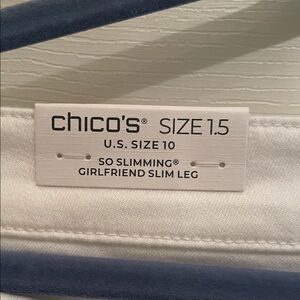 chico's® SIZE 1.5
U.S. SIZE 10
SO SLIMMING®
GIRLFRIEND SLIM LEG